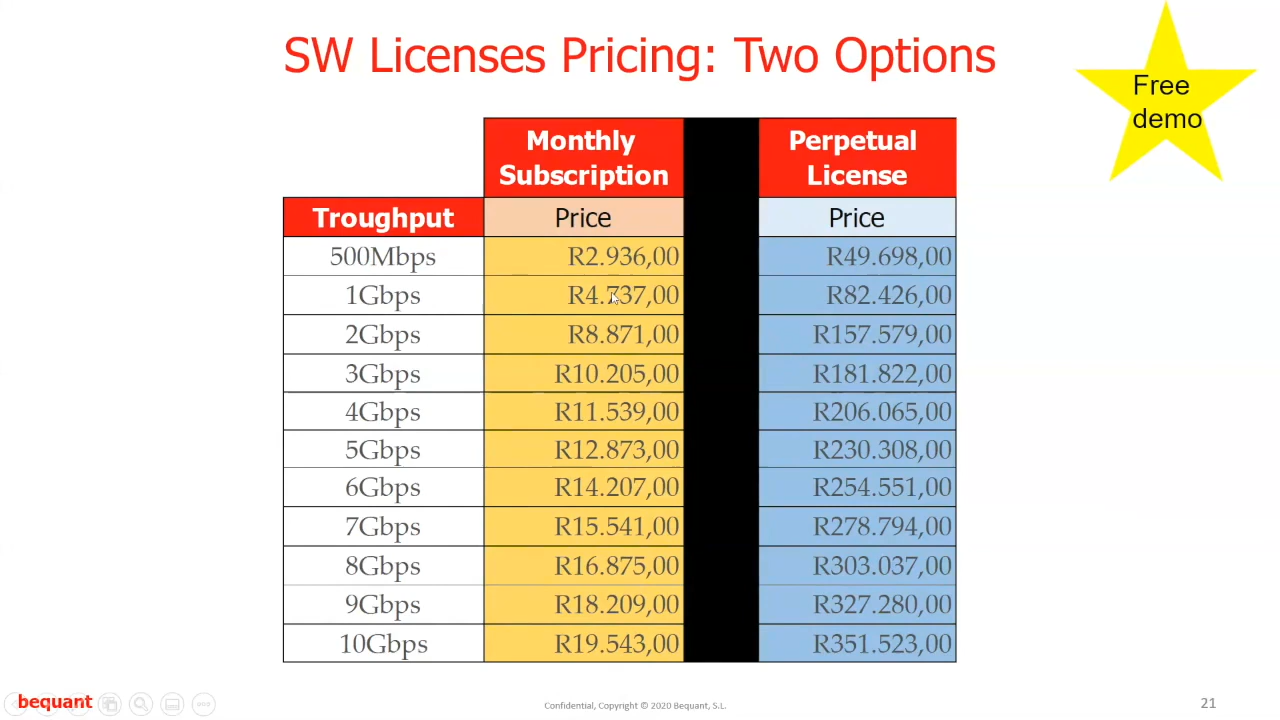 SW Licenses Pricing: Two Options
Free
demo
Monthly
Subscription
Perpetual
License
Troughput Price Price
500Mbps R2.936,00 R49.698,00
1Gbps R4.737,00 R82.426,00
2Gbps R8.871,00 R157.579,00
3Gbps R10.205,00 R181.822,00
4Gbps R11.539,00 R206.065,00
5Gbps R12.873,00 R230.308,00
6Gbps R14.207,00 R254.551,00
7Gbps R15.541,00 R278.794,00
8Gbps R16.875,00 R303.037,00
9Gbps R18.209,00 R327.280,00
10Gbps R19.543,00 R351.523,00
bequant Confidential, Copyright © 2020 Bequant, S.L. 21